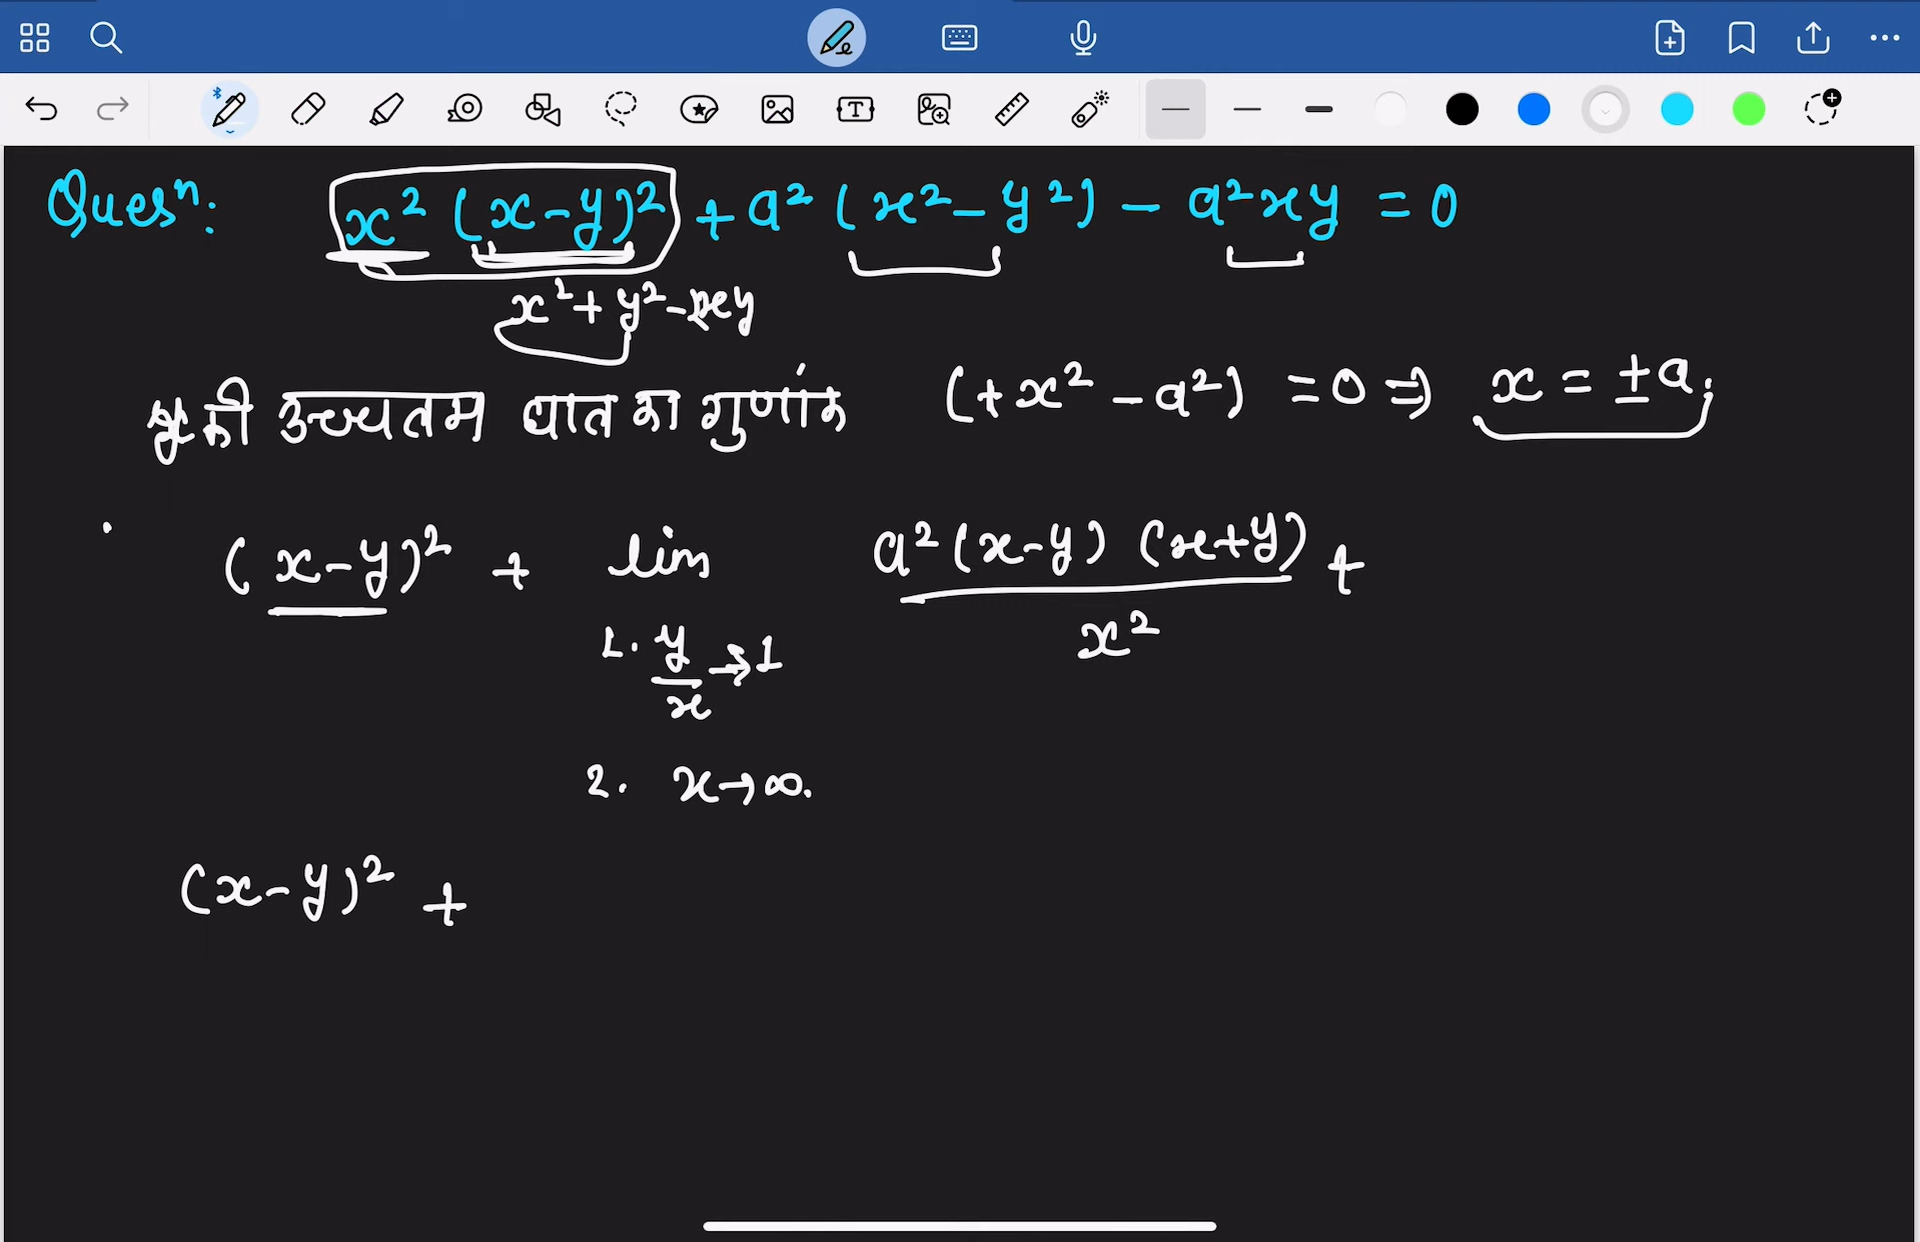 Quesⁿ: x² (x-y)² + a² (x² - y²) - a²xy = 0
x² + y² - 2xy
y की उच्चतम घात का गुणांक (+x² - a²) = 0 ⇒ x = ±a,
(x-y)² + lim a²(x-y) (x+y) / x² +
1. y/x → 1
2. x → ∞.
(x-y)² +